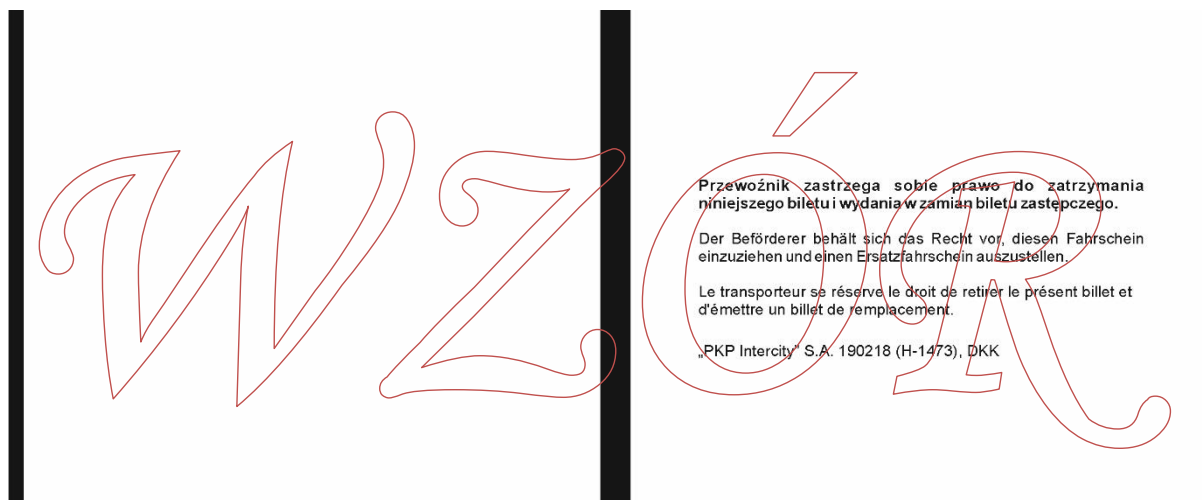 WZÓR
Przewoźnik zastrzega sobie prawo do zatrzymania
niniejszego biletu i wydania w zamian biletu zastępczego.
Der Beförderer behält sich das Recht vor, diesen Fahrschein
einzuziehen und einen Ersatzfahrschein auszustellen.
Le transporteur se réserve le droit de retirer le présent billet et
d'émettre un billet de remplacement.
„PKP Intercity” S.A. 190218 (H-1473), DKK